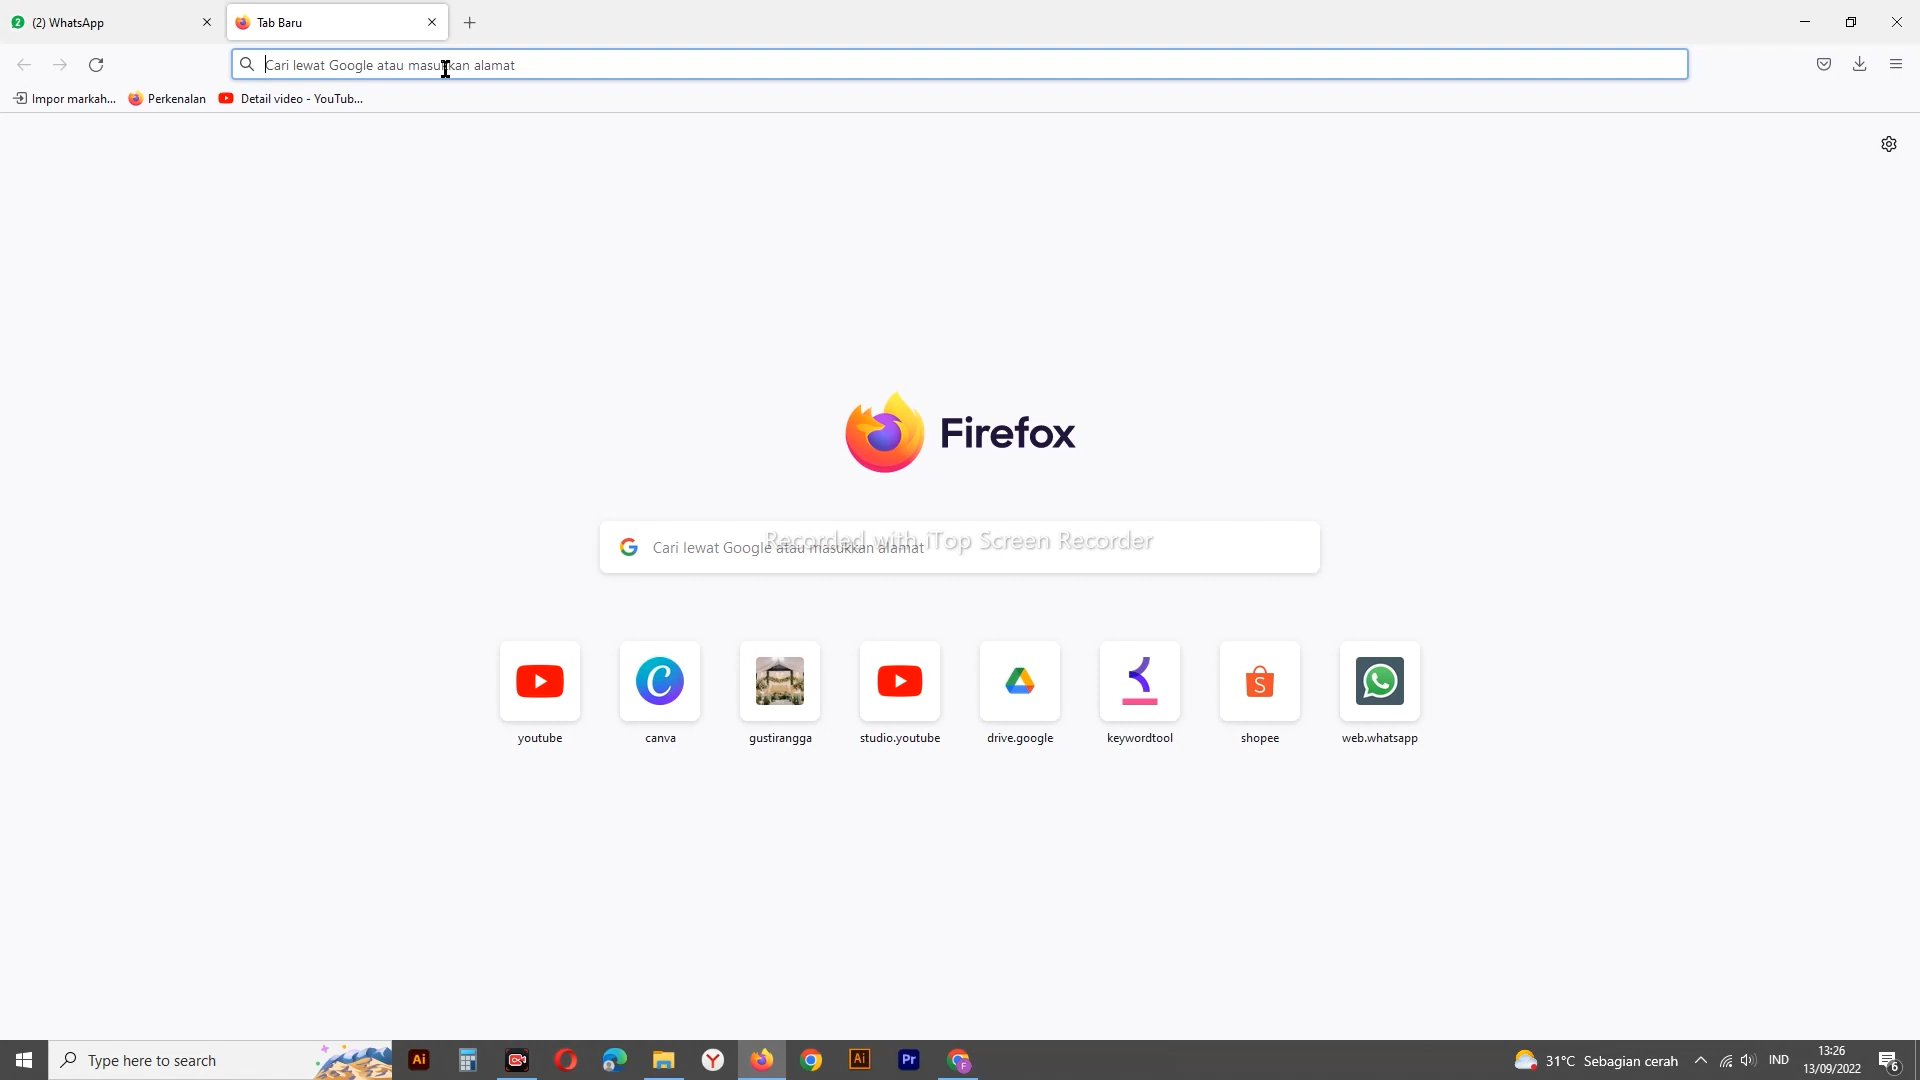 (2) WhatsApp
Tab Baru
Cari lewat Google atau masukkan alamat
Impor markah...
Perkenalan
Detail video - YouTub...
Firefox
Cari lewat Google atau masukkan alamat
Recorded with iTop Screen Recorder
youtube
canva
gustirangga
studio.youtube
drive.google
keywordtool
shopee
web.whatsapp
Type here to search
31°C Sebagian cerah
IND
13:26
13/09/2022
6